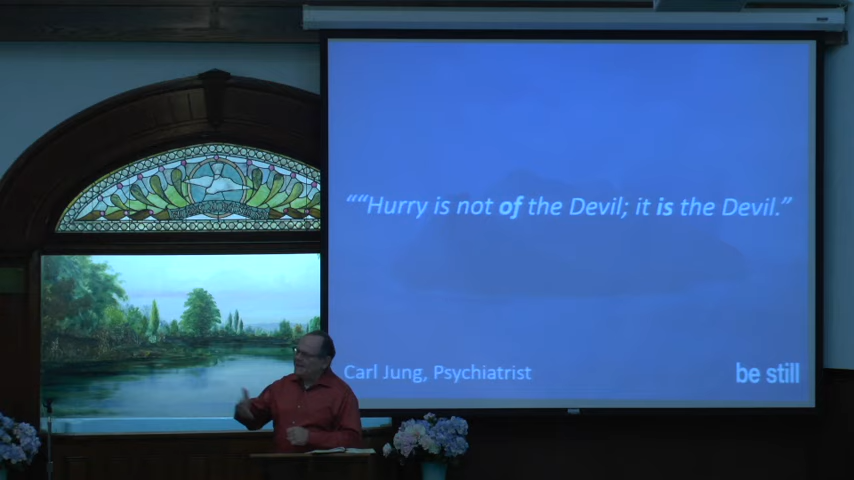 ““Hurry is not of the Devil; it is the Devil.”
Carl Jung, Psychiatrist
be still